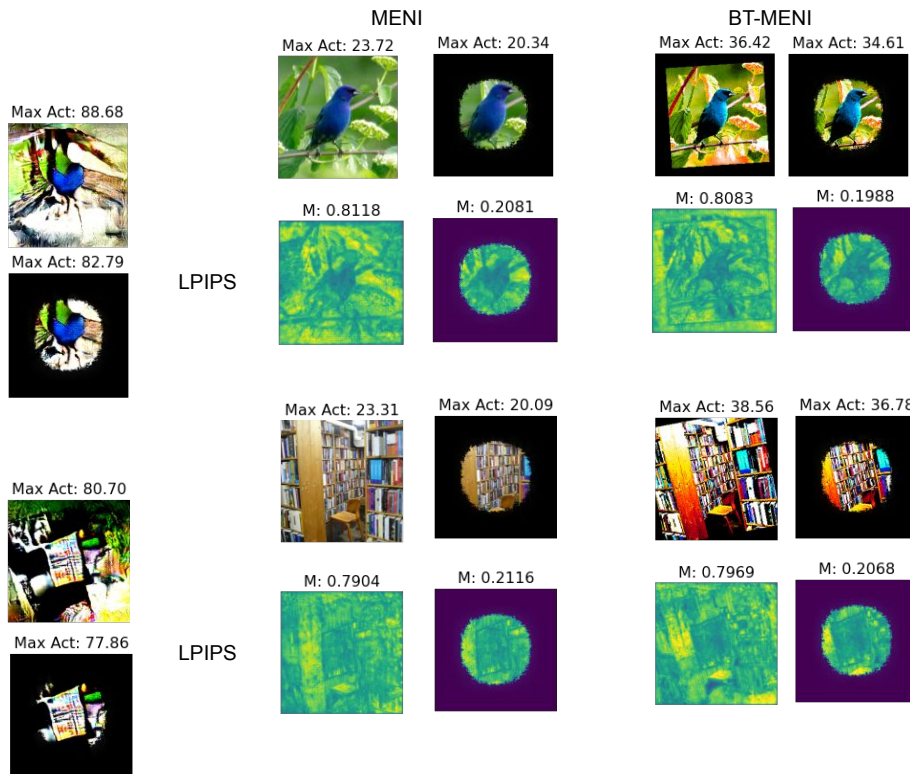 MENI
BT-MENI
Max Act: 23.72
Max Act: 20.34
Max Act: 36.42
Max Act: 34.61
Max Act: 88.68
M: 0.8118
M: 0.2081
M: 0.8083
M: 0.1988
Max Act: 82.79
LPIPS
Max Act: 23.31
Max Act: 20.09
Max Act: 38.56
Max Act: 36.78
Max Act: 80.70
M: 0.7904
M: 0.2116
M: 0.7969
M: 0.2068
Max Act: 77.86
LPIPS